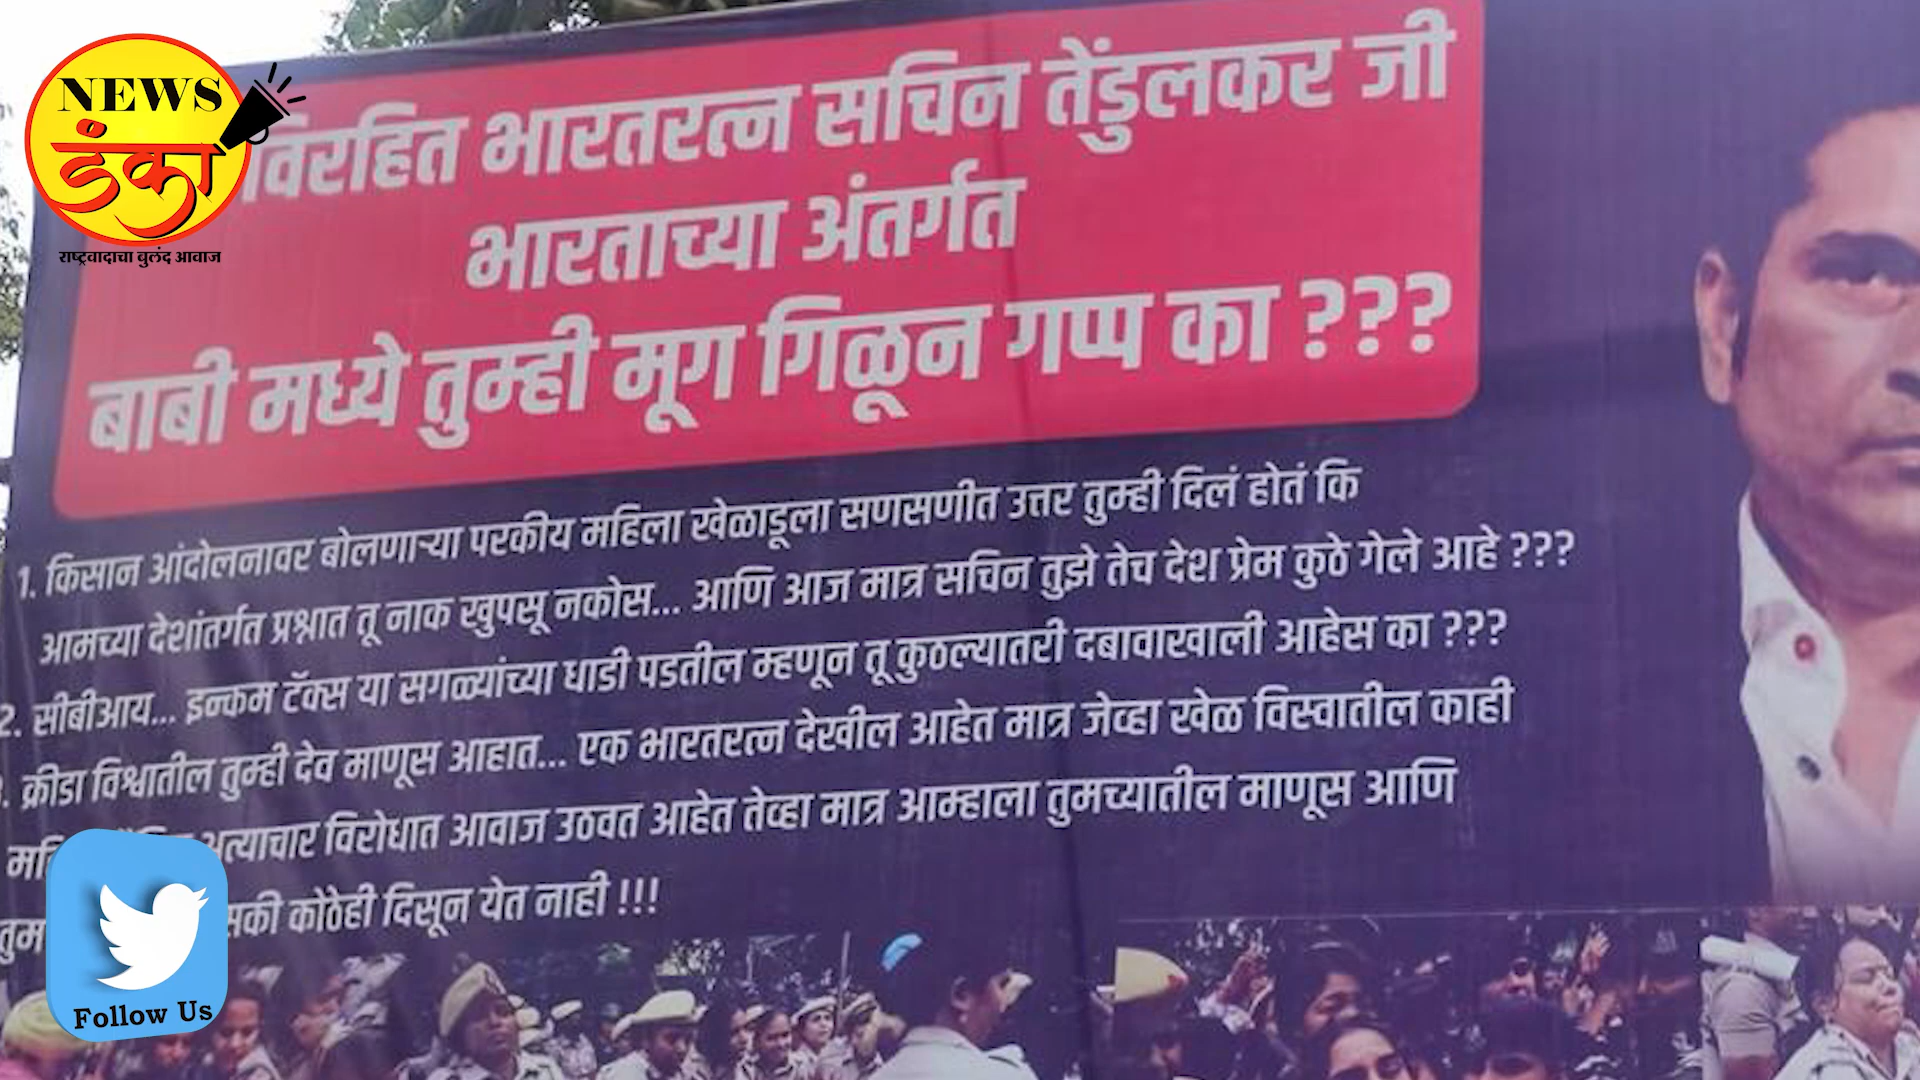 NEWS
डंका
राष्ट्रवादाचा बुलंद आवाज
भारतरत्न सचिन तेंडुलकर जी
भारताच्या अंतर्गत
बाबी मध्ये तुम्ही मूग गिळून गप्प का ???
1. किसान आंदोलनावर बोलणाऱ्या परकीय महिला खेळाडूला सणसणीत उत्तर तुम्ही दिलं होतं कि
आमच्या देशांतर्गत प्रश्नात तू नाक खुपसू नकोस... आणि आज मात्र सचिन तुझे तेच देश प्रेम कुठे गेले आहे ???
2. सीबीआय... इन्कम टॅक्स या सगळ्यांच्या धाडी पडतील म्हणून तू कुठल्यातरी दबावाखाली आहेस का ???
क्रीडा विश्वातील तुम्ही देव माणूस आहात... एक भारतरत्न देखील आहेत मात्र जेव्हा खेळ विस्वातील काही
अत्याचार विरोधात आवाज उठवत आहेत तेव्हा मात्र आम्हाला तुमच्यातील माणूस आणि
कोठेही दिसून येत नाही !!!
Follow Us